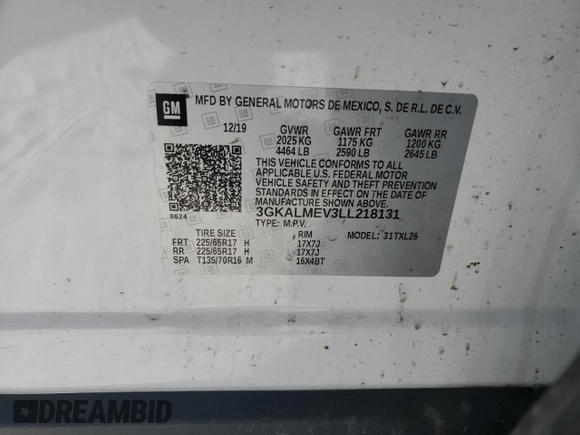 GM
MFD BY GENERAL MOTORS DE MEXICO, S. DE R.L. DE C.V.
12/19 GVWR GAWR FRT GAWR RR
2025 KG 1175 KG 1200 KG
4464 LB 2590 LB 2645 LB
THIS VEHICLE CONFORMS TO ALL
APPLICABLE U.S. FEDERAL MOTOR
VEHICLE SAFETY AND THEFT PREVENTION
STANDARDS IN EFFECT ON THE DATE
OF MANUFACTURE SHOWN ABOVE.
8624 3GKALMEV3LL218131
TYPE: M.P.V.
TIRE SIZE RIM 31TXL26
FRT 225/65R17 H 17X7J
RR 225/65R17 H 17X7J
SPA T135/70R16 M 16X4BT
DREAMBID